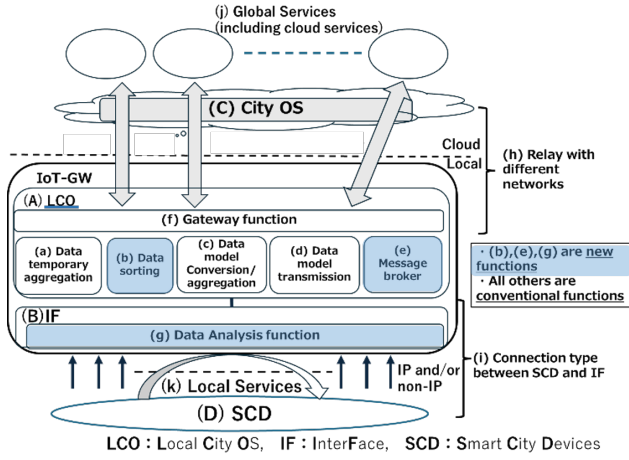 (j) Global Services
(including cloud services)
(C) City OS
Cloud
Local
(h) Relay with
different
networks
IoT-GW
(A) LCO
(f) Gateway function
(a) Data
temporary
aggregation
(b) Data
sorting
(c) Data
model
Conversion/
aggregation
(d) Data
model
transmission
(e)
Message
broker
・(b),(e),(g) are new
functions
・All others are
conventional functions
(B) IF
(g) Data Analysis function
(i) Connection type
between SCD and IF
IP and/or
non-IP
(k) Local Services
(D) SCD
LCO：Local City OS, IF：InterFace, SCD：Smart City Devices